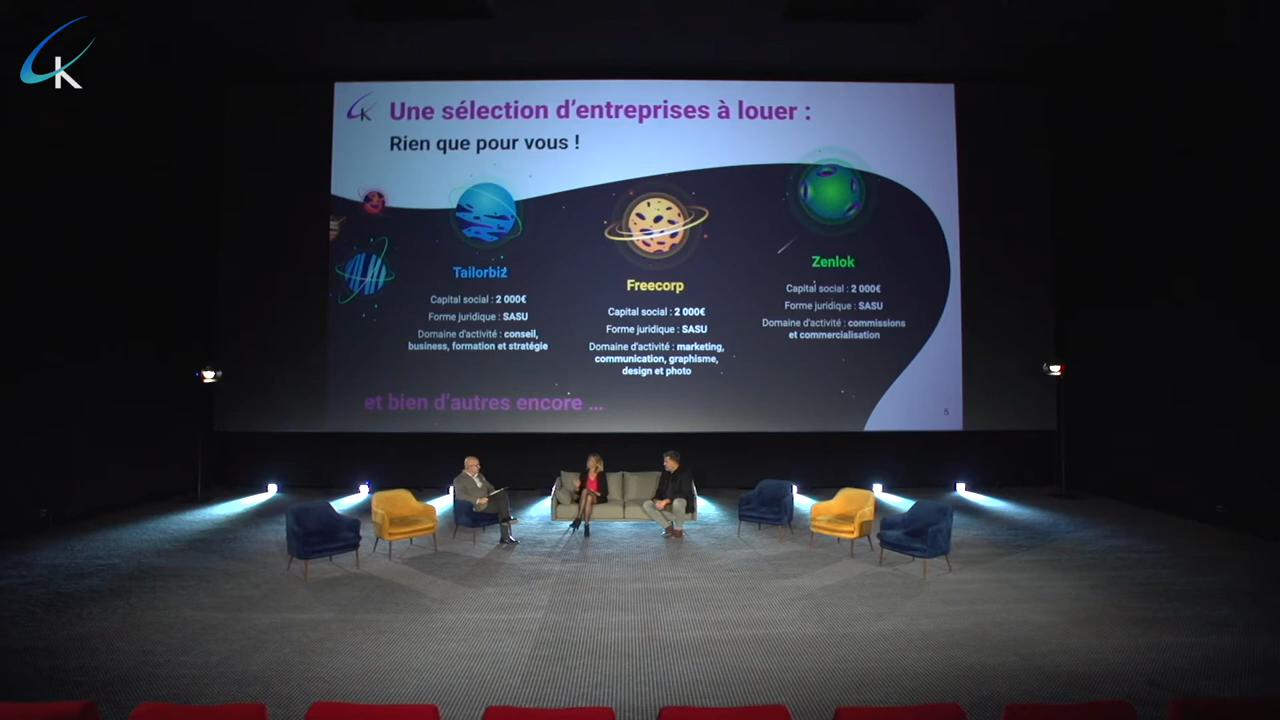 K
K
Une sélection d'entreprises à louer :
Rien que pour vous !
Tailorbiz
Capital social : 2 000€
Forme juridique : SASU
Domaine d'activité : conseil,
business, formation et stratégie
Freecorp
Capital social : 2 000€
Forme juridique : SASU
Domaine d'activité : marketing,
communication, graphisme,
design et photo
Zenlok
Capital social : 2 000€
Forme juridique : SASU
Domaine d'activité : commissions
et commercialisation
et bien d'autres encore ...
5